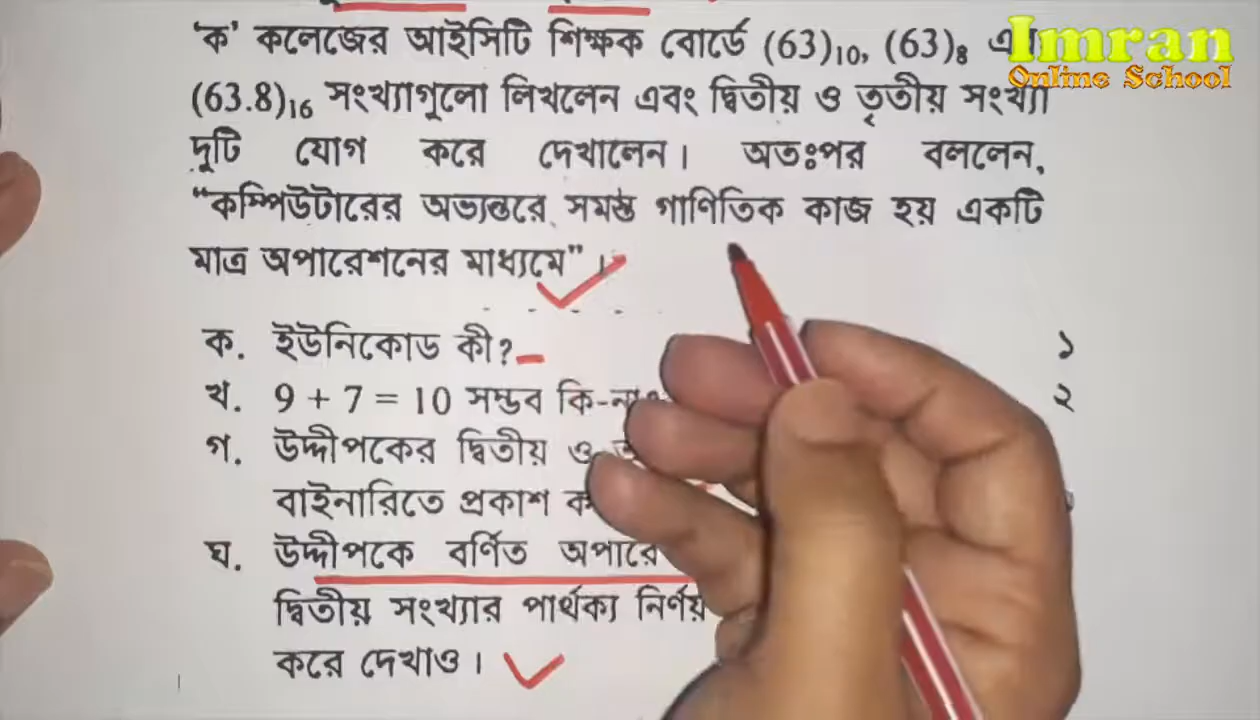 'ক' কলেজের আইসিটি শিক্ষক বোর্ডে (63)₁₀, (63)₈
Imran
Online School
(63.8)₁₆ সংখ্যাগুলো লিখলেন এবং দ্বিতীয় ও তৃতীয় সংখ্যা
দুটি যোগ করে দেখালেন। অতঃপর বললেন,
"কম্পিউটারের অভ্যন্তরে সমস্ত গাণিতিক কাজ হয় একটি
মাত্র অপারেশনের মাধ্যমে"।
ক. ইউনিকোড কী? ১
খ. 9 + 7 = 10 সম্ভব ২
গ. উদ্দীপকের দ্বিতীয় ও
বাইনারিতে প্রকাশ
ঘ. উদ্দীপকে বর্ণিত
দ্বিতীয় সংখ্যার পার্থক্য নির্ণয়
করে দেখাও।